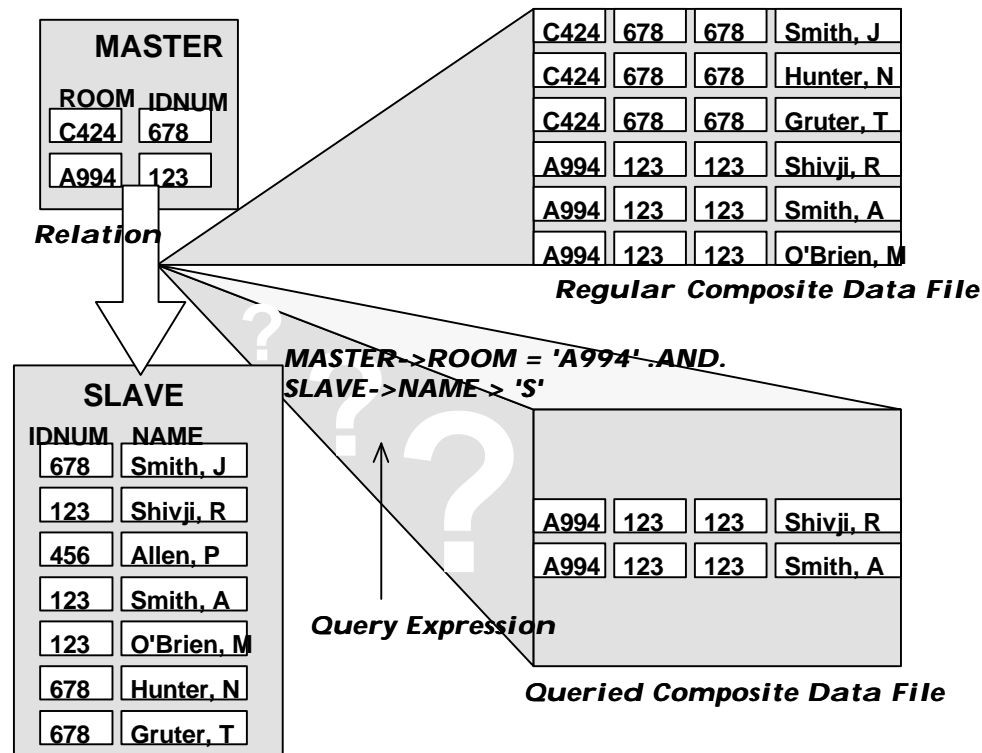 MASTER
ROOM IDNUM
C424 678
A994 123
Relation
C424 678 678 Smith, J
C424 678 678 Hunter, N
C424 678 678 Gruter, T
A994 123 123 Shivji, R
A994 123 123 Smith, A
A994 123 123 O'Brien, M
Regular Composite Data File
?
?
?
MASTER->ROOM = 'A994' .AND.
SLAVE->NAME > 'S'
Query Expression
SLAVE
IDNUM NAME
678 Smith, J
123 Shivji, R
456 Allen, P
123 Smith, A
123 O'Brien, M
678 Hunter, N
678 Gruter, T
A994 123 123 Shivji, R
A994 123 123 Smith, A
Queried Composite Data File